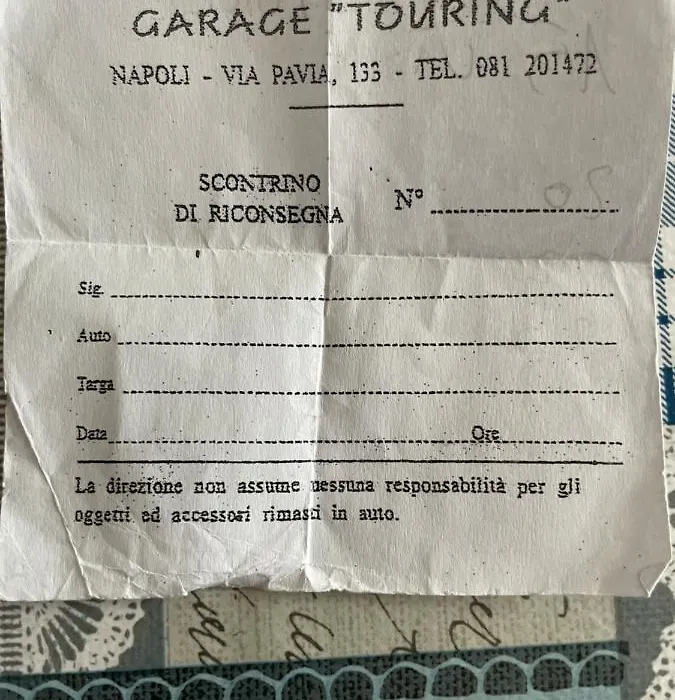 GARAGE "TOURING"
NAPOLI - VIA PAVIA, 133 - TEL. 081 201472
SCONTRINO
DI RICONSEGNA
N°
Sig.
Auto
Targa
Data Ore
La direzione non assume nessuna responsabilità per gli
oggetti ed accessori rimasti in auto.